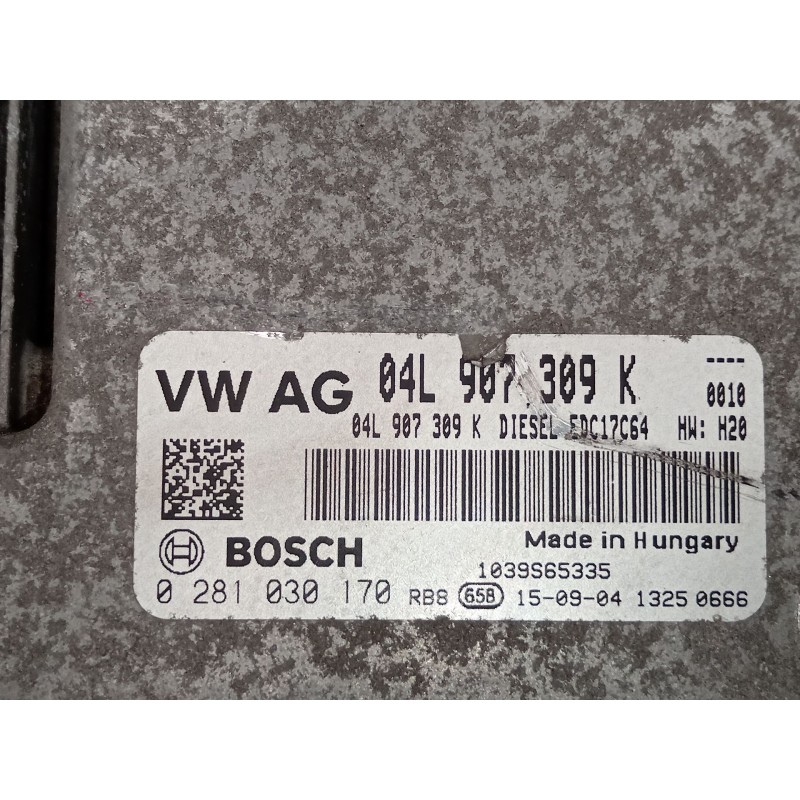 VW AG 04L 907 309 K ----
0010
04L 907 309 K DIESEL EDC17C64 HW: H20
Made in Hungary
BOSCH
1039S65335
0 281 030 170 RB8 658 15-09-04 1325 0666